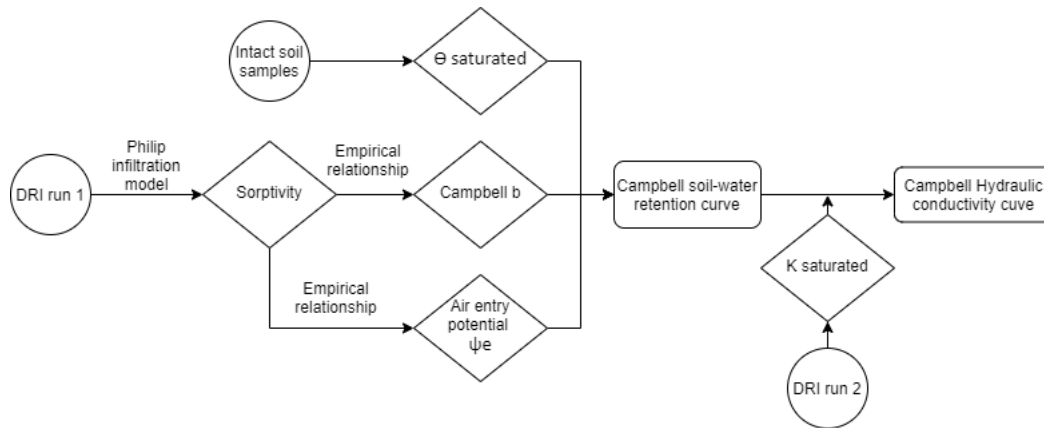 Intact soil
samples
Θ saturated
Philip
infiltration
model
Empirical
relationship
DRI run 1
Sorptivity
Campbell b
Campbell soil-water
retention curve
Campbell Hydraulic
conductivity cuve
K saturated
Empirical
relationship
Air entry
potential
ψe
DRI run 2